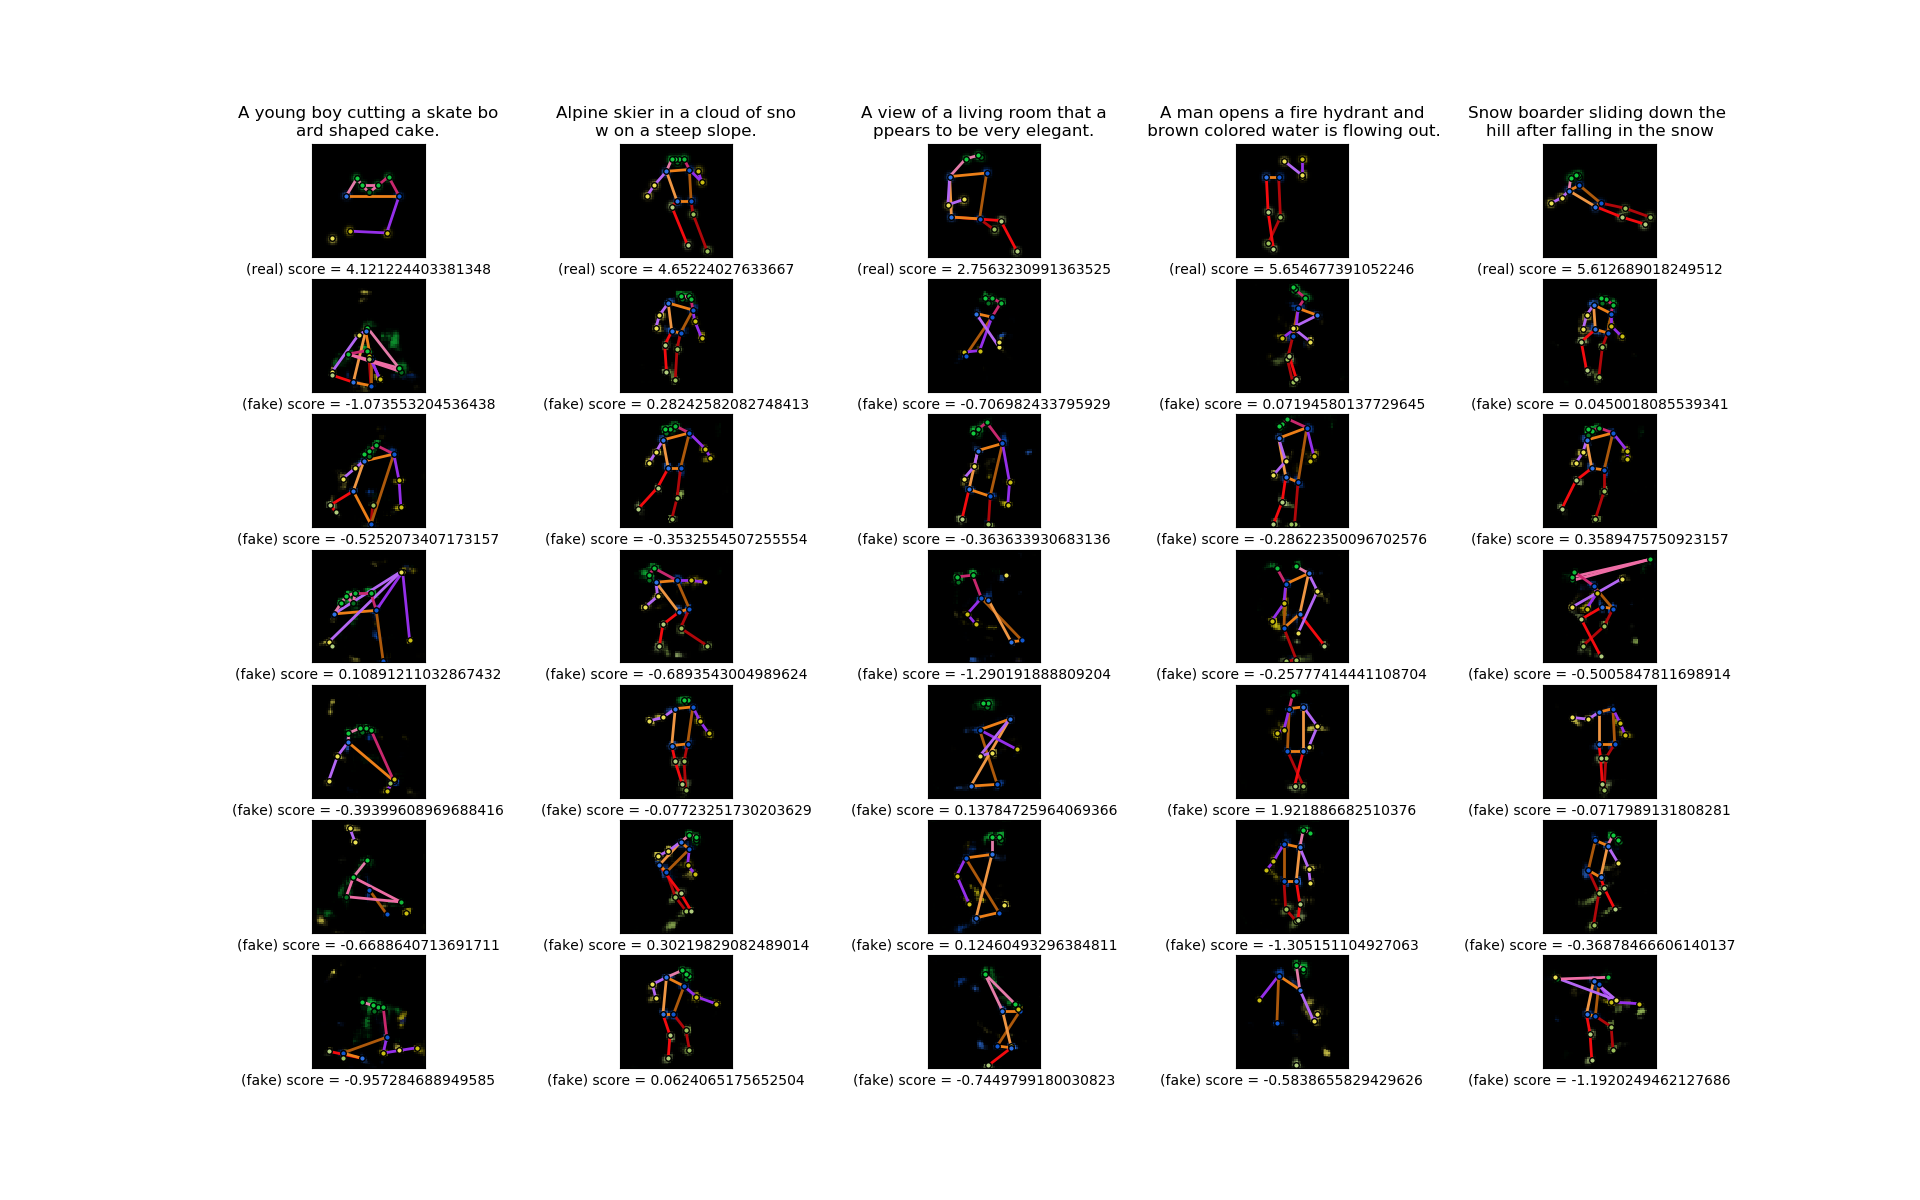 A young boy cutting a skate bo
ard shaped cake.
Alpine skier in a cloud of sno
w on a steep slope.
A view of a living room that a
ppears to be very elegant.
A man opens a fire hydrant and
brown colored water is flowing out.
Snow boarder sliding down the
hill after falling in the snow
(real) score = 4.121224403381348
(real) score = 4.65224027633667
(real) score = 2.7563230991363525
(real) score = 5.654677391052246
(real) score = 5.612689018249512
(fake) score = -1.073553204536438
(fake) score = 0.28242582082748413
(fake) score = -0.706982433795929
(fake) score = 0.07194580137729645
(fake) score = 0.0450018085539341
(fake) score = -0.5252073407173157
(fake) score = -0.3532554507255554
(fake) score = -0.363633930683136
(fake) score = -0.28622350096702576
(fake) score = 0.3589475750923157
(fake) score = 0.10891211032867432
(fake) score = -0.6893543004989624
(fake) score = -1.290191888809204
(fake) score = -0.25777414441108704
(fake) score = -0.5005847811698914
(fake) score = -0.39399608969688416
(fake) score = -0.07723251730203629
(fake) score = 0.13784725964069366
(fake) score = 1.921886682510376
(fake) score = -0.0717989131808281
(fake) score = -0.6688640713691711
(fake) score = 0.30219829082489014
(fake) score = 0.12460493296384811
(fake) score = -1.305151104927063
(fake) score = -0.36878466606140137
(fake) score = -0.957284688949585
(fake) score = 0.0624065175652504
(fake) score = -0.7449799180030823
(fake) score = -0.5838655829429626
(fake) score = -1.1920249462127686